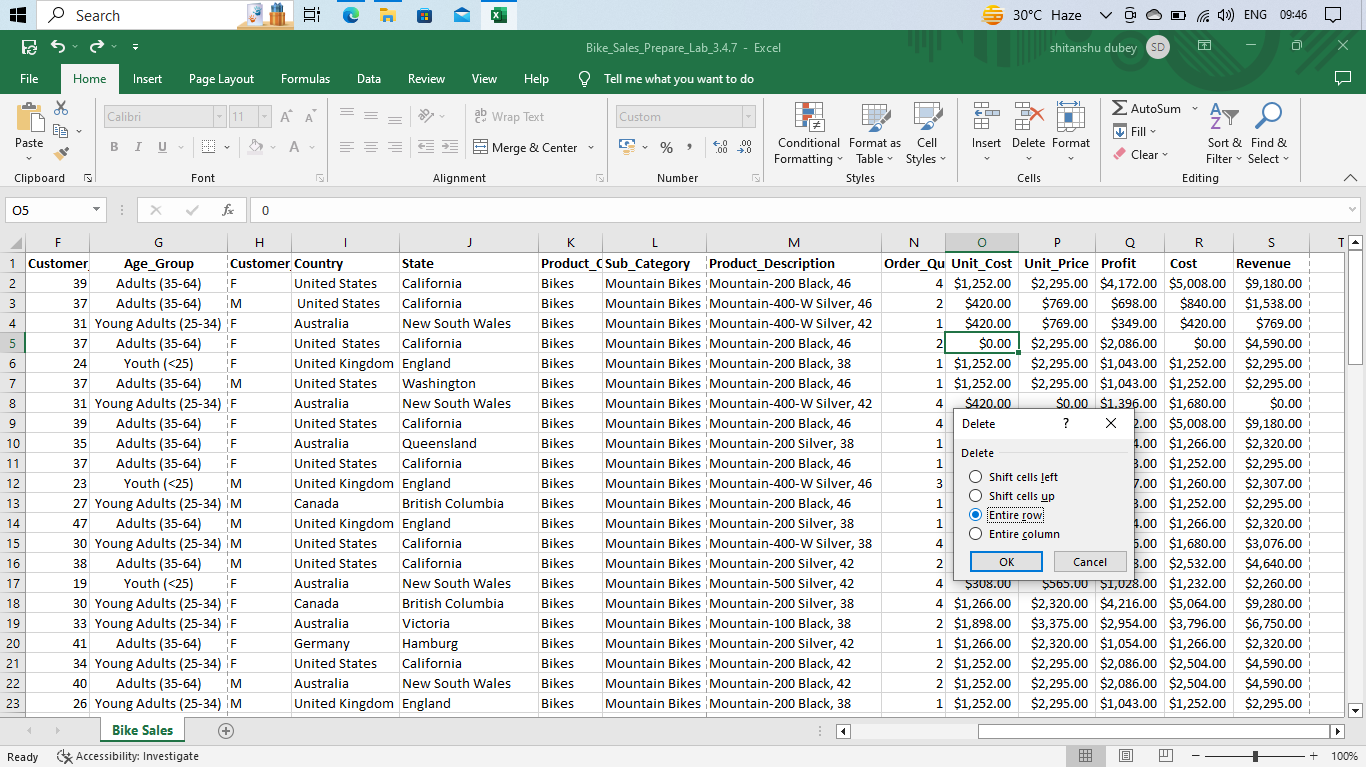 Search
30°C Haze ENG 09:46
Bike_Sales_Prepare_Lab_3.4.7 - Excel shitanshu dubey SD
File Home Insert Page Layout Formulas Data Review View Help Tell me what you want to do
Paste Calibri 11 ab Wrap Text Custom Conditional Formatting Format as Table Cell Styles Insert Delete Format AutoSum Sort & Filter Find & Select
B I U A Merge & Center % , Fill
Clear
Clipboard Font Alignment Number Styles Cells Editing
O5 fx 0
F G H I J K L M N O P Q R S T
1 Customer_ Age_Group Customer_ Country State Product_C Sub_Category Product_Description Order_Qu Unit_Cost Unit_Price Profit Cost Revenue
2 39 Adults (35-64) F United States California Bikes Mountain Bikes Mountain-200 Black, 46 4 $1,252.00 $2,295.00 $4,172.00 $5,008.00 $9,180.00
3 37 Adults (35-64) M United States California Bikes Mountain Bikes Mountain-400-W Silver, 46 2 $420.00 $769.00 $698.00 $840.00 $1,538.00
4 31 Young Adults (25-34) F Australia New South Wales Bikes Mountain Bikes Mountain-400-W Silver, 42 1 $420.00 $769.00 $349.00 $420.00 $769.00
5 37 Adults (35-64) F United  States California Bikes Mountain Bikes Mountain-200 Black, 46 2 $0.00 $2,295.00 $2,086.00 $0.00 $4,590.00
6 24 Youth (<25) F United Kingdom England Bikes Mountain Bikes Mountain-200 Black, 38 1 $1,252.00 $2,295.00 $1,043.00 $1,252.00 $2,295.00
7 37 Adults (35-64) M United States Washington Bikes Mountain Bikes Mountain-200 Black, 46 1 $1,252.00 $2,295.00 $1,043.00 $1,252.00 $2,295.00
8 31 Young Adults (25-34) F Australia New South Wales Bikes Mountain Bikes Mountain-400-W Silver, 42 4 $420.00 $0.00 $1,396.00 $1,680.00 $0.00
9 39 Adults (35-64) F United States California Bikes Mountain Bikes Mountain-200 Black, 46 4 2.00 $5,008.00 $9,180.00
10 35 Adults (35-64) F Australia Queensland Bikes Mountain Bikes Mountain-200 Silver, 38 1 4.00 $1,266.00 $2,320.00
11 37 Adults (35-64) F United States California Bikes Mountain Bikes Mountain-200 Black, 46 1 3.00 $1,252.00 $2,295.00
12 23 Youth (<25) M United Kingdom England Bikes Mountain Bikes Mountain-400-W Silver, 46 3 7.00 $1,260.00 $2,307.00
13 27 Young Adults (25-34) M Canada British Columbia Bikes Mountain Bikes Mountain-200 Black, 46 1 3.00 $1,252.00 $2,295.00
14 47 Adults (35-64) M United Kingdom England Bikes Mountain Bikes Mountain-200 Silver, 38 1 4.00 $1,266.00 $2,320.00
15 30 Young Adults (25-34) M United States California Bikes Mountain Bikes Mountain-400-W Silver, 38 4 $1,680.00 $3,076.00
16 38 Adults (35-64) M United States California Bikes Mountain Bikes Mountain-200 Silver, 42 2 8.00 $2,532.00 $4,640.00
17 19 Youth (<25) F Australia New South Wales Bikes Mountain Bikes Mountain-500 Silver, 42 4 $308.00 $565.00 $1,028.00 $1,232.00 $2,260.00
18 30 Young Adults (25-34) F Canada British Columbia Bikes Mountain Bikes Mountain-200 Silver, 38 4 $1,266.00 $2,320.00 $4,216.00 $5,064.00 $9,280.00
19 33 Young Adults (25-34) F Australia Victoria Bikes Mountain Bikes Mountain-100 Black, 38 2 $1,898.00 $3,375.00 $2,954.00 $3,796.00 $6,750.00
20 41 Adults (35-64) M Germany Hamburg Bikes Mountain Bikes Mountain-200 Silver, 42 1 $1,266.00 $2,320.00 $1,054.00 $1,266.00 $2,320.00
21 34 Young Adults (25-34) F United States California Bikes Mountain Bikes Mountain-200 Black, 42 2 $1,252.00 $2,295.00 $2,086.00 $2,504.00 $4,590.00
22 40 Adults (35-64) M Australia New South Wales Bikes Mountain Bikes Mountain-200 Black, 42 2 $1,252.00 $2,295.00 $2,086.00 $2,504.00 $4,590.00
23 26 Young Adults (25-34) M United Kingdom England Bikes Mountain Bikes Mountain-200 Black, 38 1 $1,252.00 $2,295.00 $1,043.00 $1,252.00 $2,295.00
Delete ?
Delete
Shift cells left
Shift cells up
Entire row
Entire column
OK Cancel
Bike Sales
Ready Accessibility: Investigate 100%